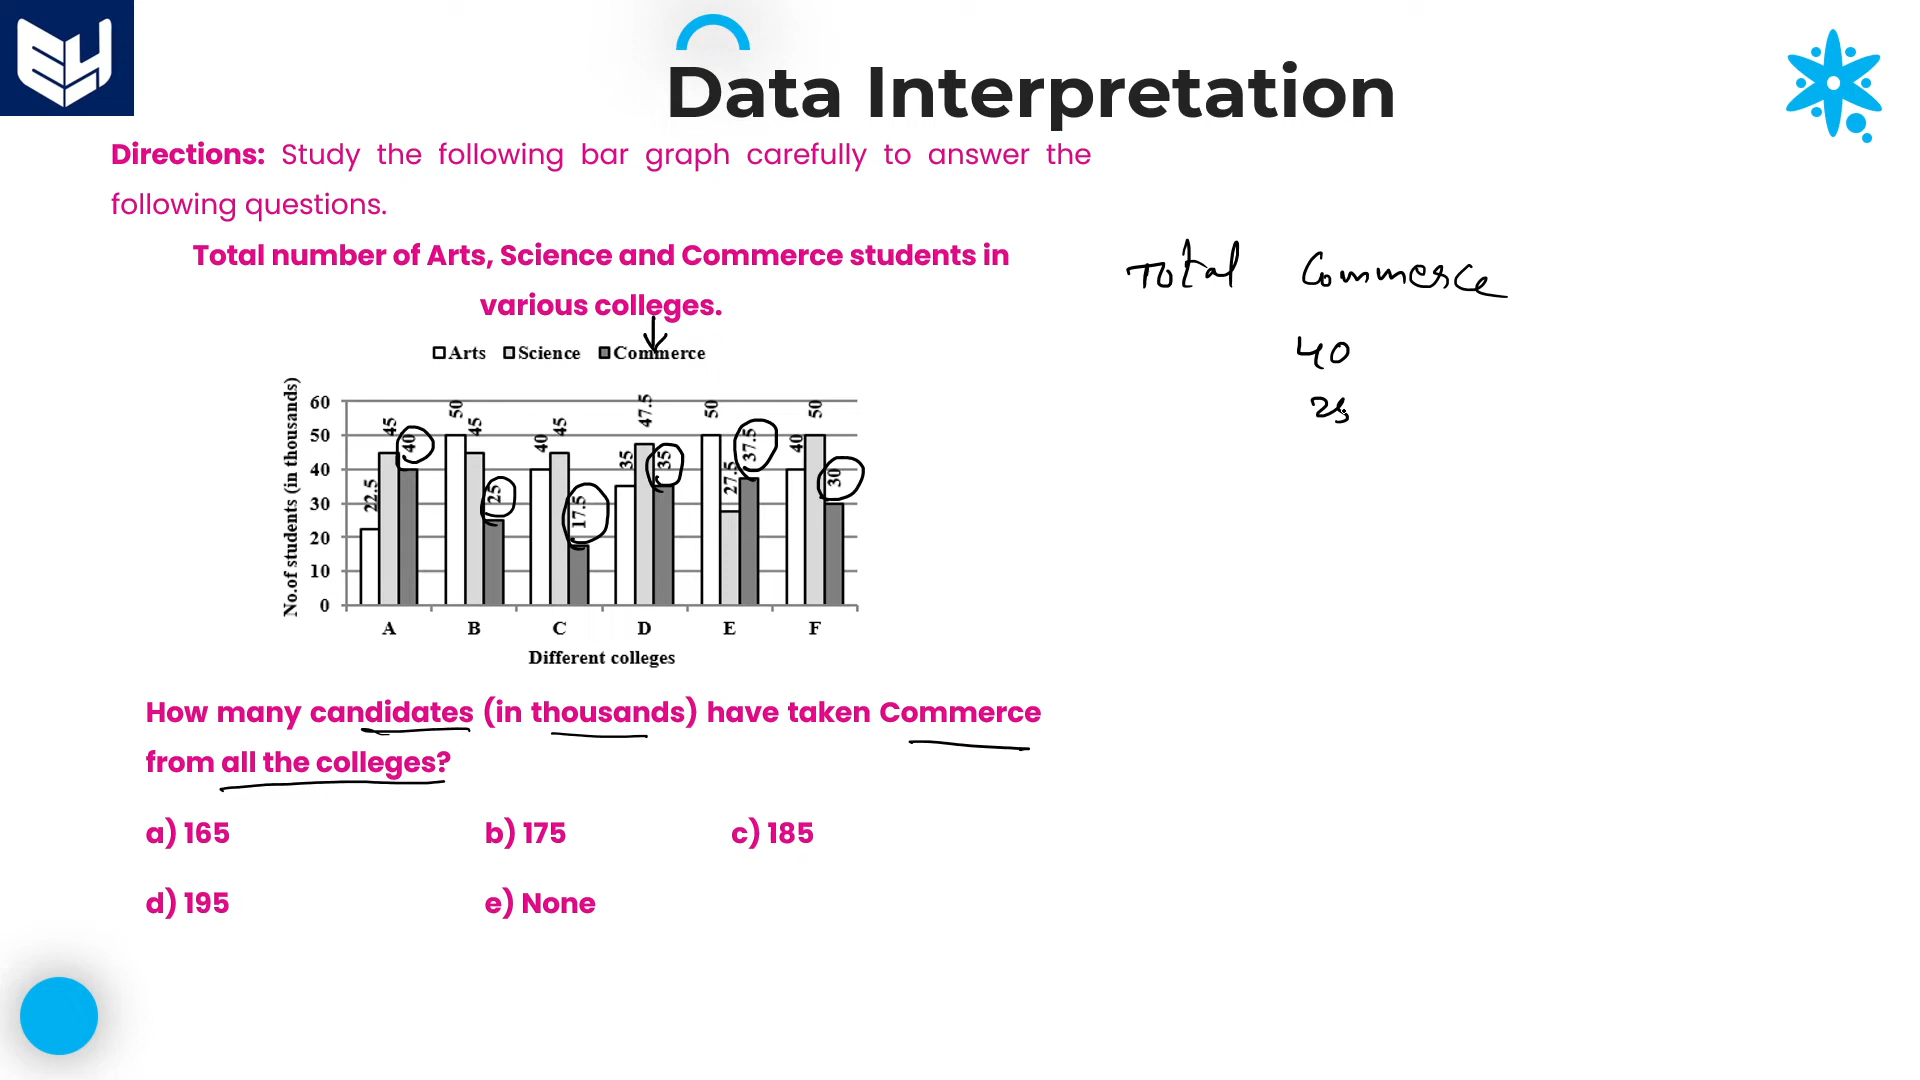 Data Interpretation
Directions: Study the following bar graph carefully to answer the
following questions.
Total number of Arts, Science and Commerce students in
various colleges.
Total Commerce
40
25
Arts Science Commerce
No.of students (in thousands)
60
50
40
30
20
10
0
22.5
45
40
50
45
25
40
45
17.5
35
47.5
35
50
27.5
37.5
40
50
30
A B C D E F
Different colleges
How many candidates (in thousands) have taken Commerce
from all the colleges?
a) 165 b) 175 c) 185
d) 195 e) None